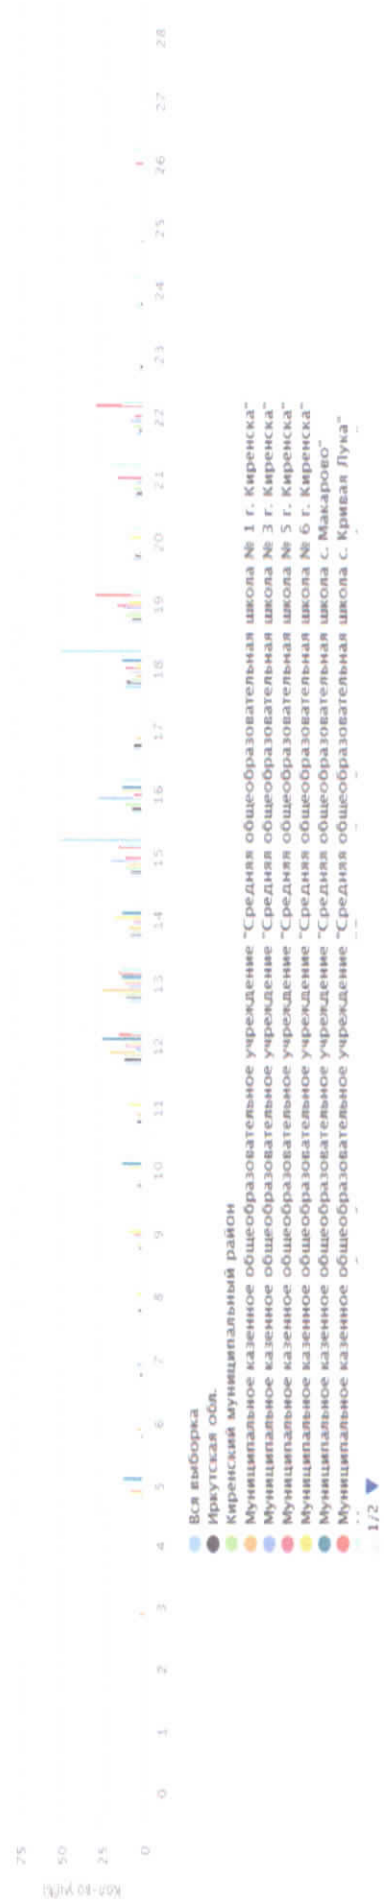 Кол-во уч(%)
75
50
25
0
0 1 2 3 4 5 6 7 8 9 10 11 12 13 14 15 16 17 18 19 20 21 22 23 24 25 26 27 28
Вся выборка
Иркутская обл.
Киренский муниципальный район
Муниципальное казенное общеобразовательное учреждение "Средняя общеобразовательная школа № 1 г. Киренска"
Муниципальное казенное общеобразовательное учреждение "Средняя общеобразовательная школа № 3 г. Киренска"
Муниципальное казенное общеобразовательное учреждение "Средняя общеобразовательная школа № 5 г. Киренска"
Муниципальное казенное общеобразовательное учреждение "Средняя общеобразовательная школа № 6 г. Киренска"
Муниципальное казенное общеобразовательное учреждение "Средняя общеобразовательная школа с. Макарово"
Муниципальное казенное общеобразовательное учреждение "Средняя общеобразовательная школа с. Кривая Лука"
1/2